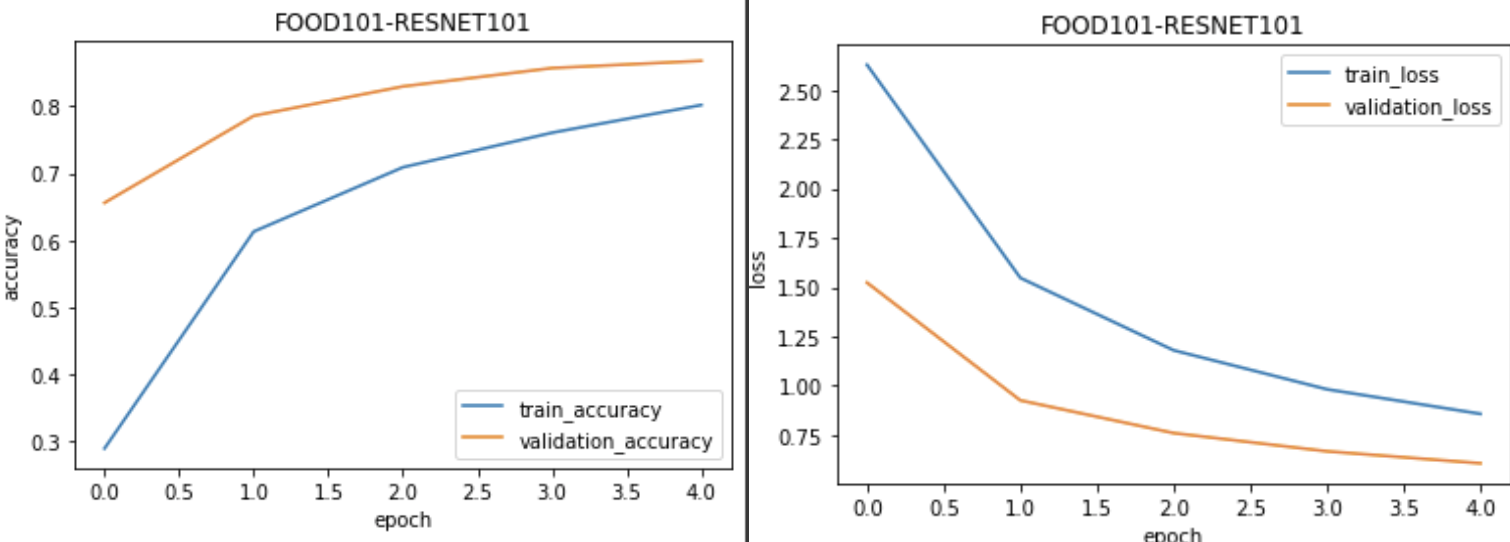 FOOD101-RESNET101
accuracy
0.8
0.7
0.6
0.5
0.4
0.3
train_accuracy
validation_accuracy
0.0 0.5 1.0 1.5 2.0 2.5 3.0 3.5 4.0
epoch
FOOD101-RESNET101
loss
2.50
2.25
2.00
1.75
1.50
1.25
1.00
0.75
train_loss
validation_loss
0.0 0.5 1.0 1.5 2.0 2.5 3.0 3.5 4.0
epoch